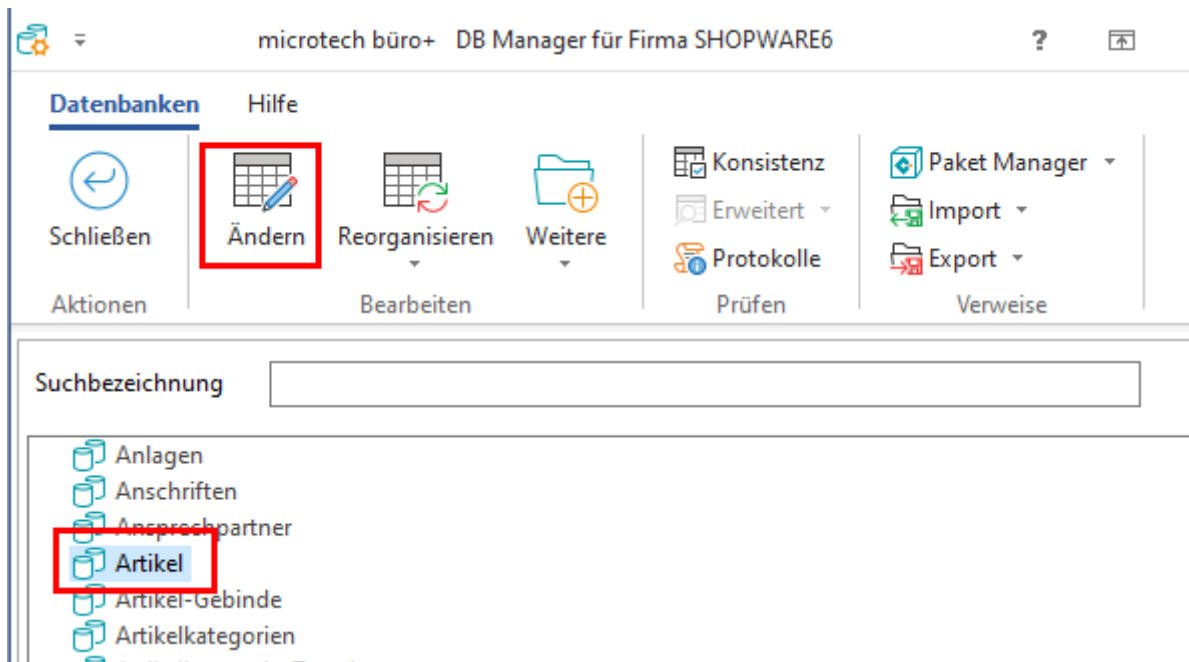 microtech büro+ DB Manager für Firma SHOPWARE6 ?
Datenbanken Hilfe
Schließen
Ändern
Reorganisieren
Weitere
Konsistenz
Erweitert
Protokolle
Paket Manager
Import
Export
Aktionen
Bearbeiten
Prüfen
Verweise
Suchbezeichnung
Anlagen
Anschriften
Ansprechpartner
Artikel
Artikel-Gebinde
Artikelkategorien